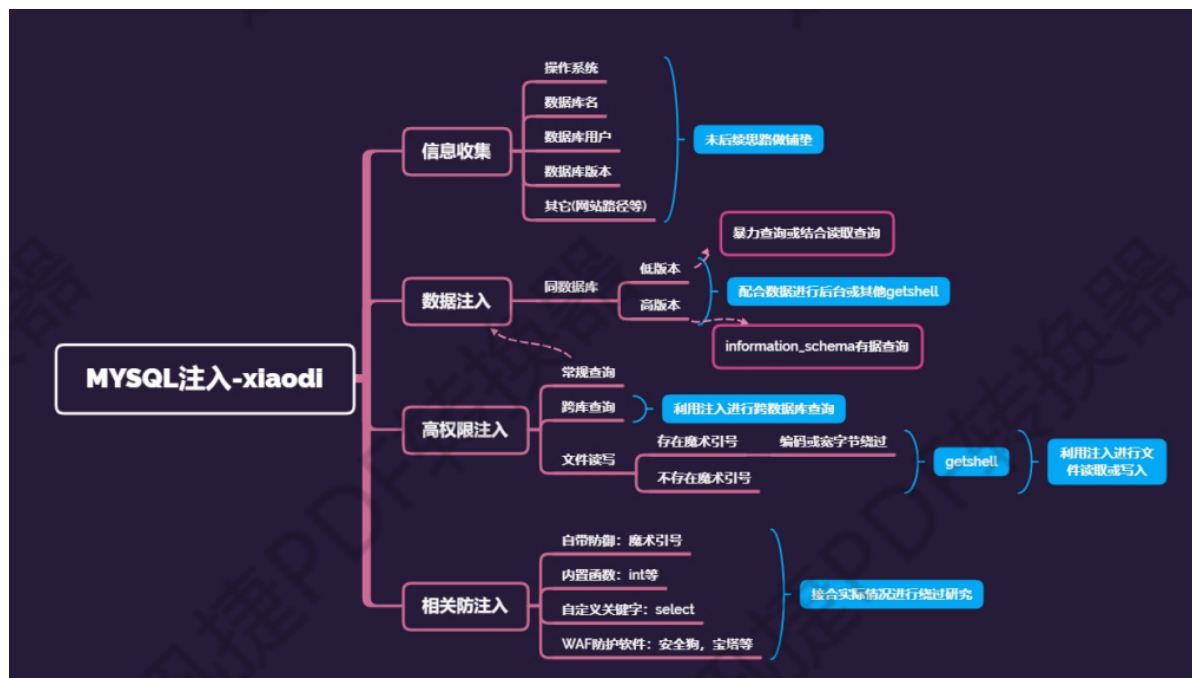 MYSQL注入-xiaodi
信息收集
操作系统
数据库名
数据库用户
数据库版本
其它(网站路径等)
未后续思路做铺垫
数据注入
同数据库
低版本
暴力查询或结合读取查询
高版本
information_schema有据查询
配合数据进行后台或其他getshell
高权限注入
常规查询
跨库查询
利用注入进行跨数据库查询
文件读写
存在魔术引号
编码或宽字节绕过
不存在魔术引号
getshell
利用注入进行文
件读取或写入
相关防注入
自带防御：魔术引号
内置函数：int等
自定义关键字：select
WAF防护软件：安全狗，宝塔等
接合实际情况进行绕过研究
迅捷PDF转换器